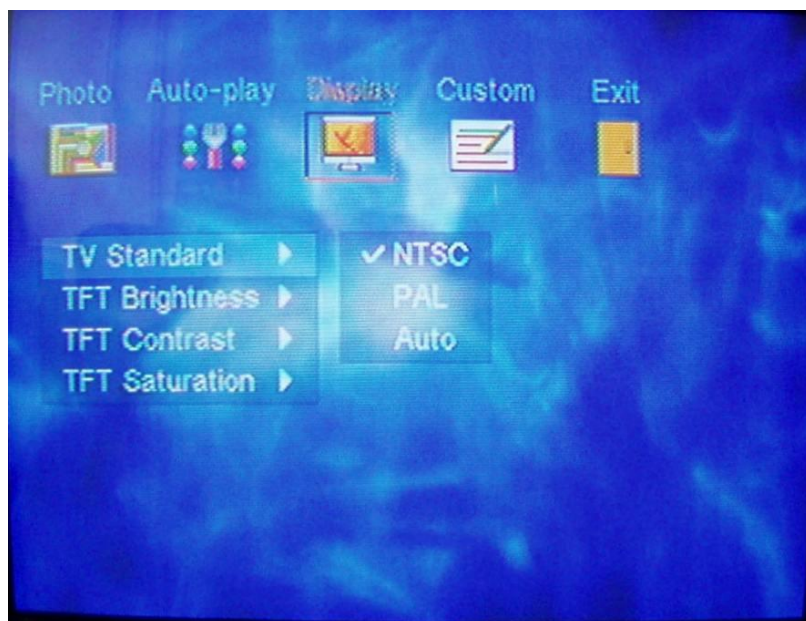 Photo Auto-play Display Custom Exit
TV Standard
TFT Brightness
TFT Contrast
TFT Saturation
NTSC
PAL
Auto